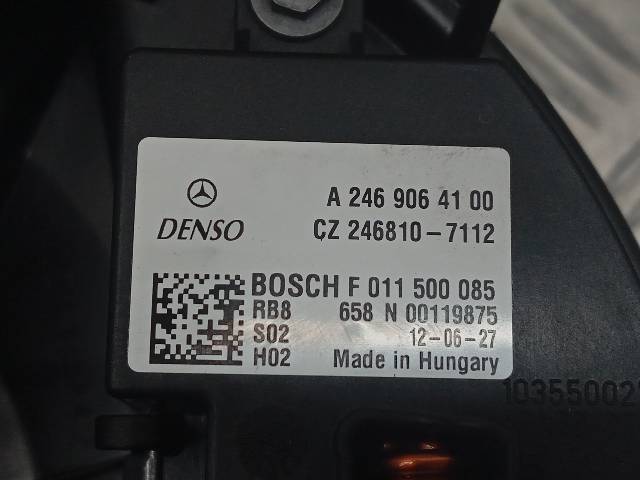 A 246 906 41 00
DENSO
CZ 246810-7112
BOSCH F 011 500 085
RB8 658 N 00119875
S02 12-06-27
H02 Made in Hungary
10355002